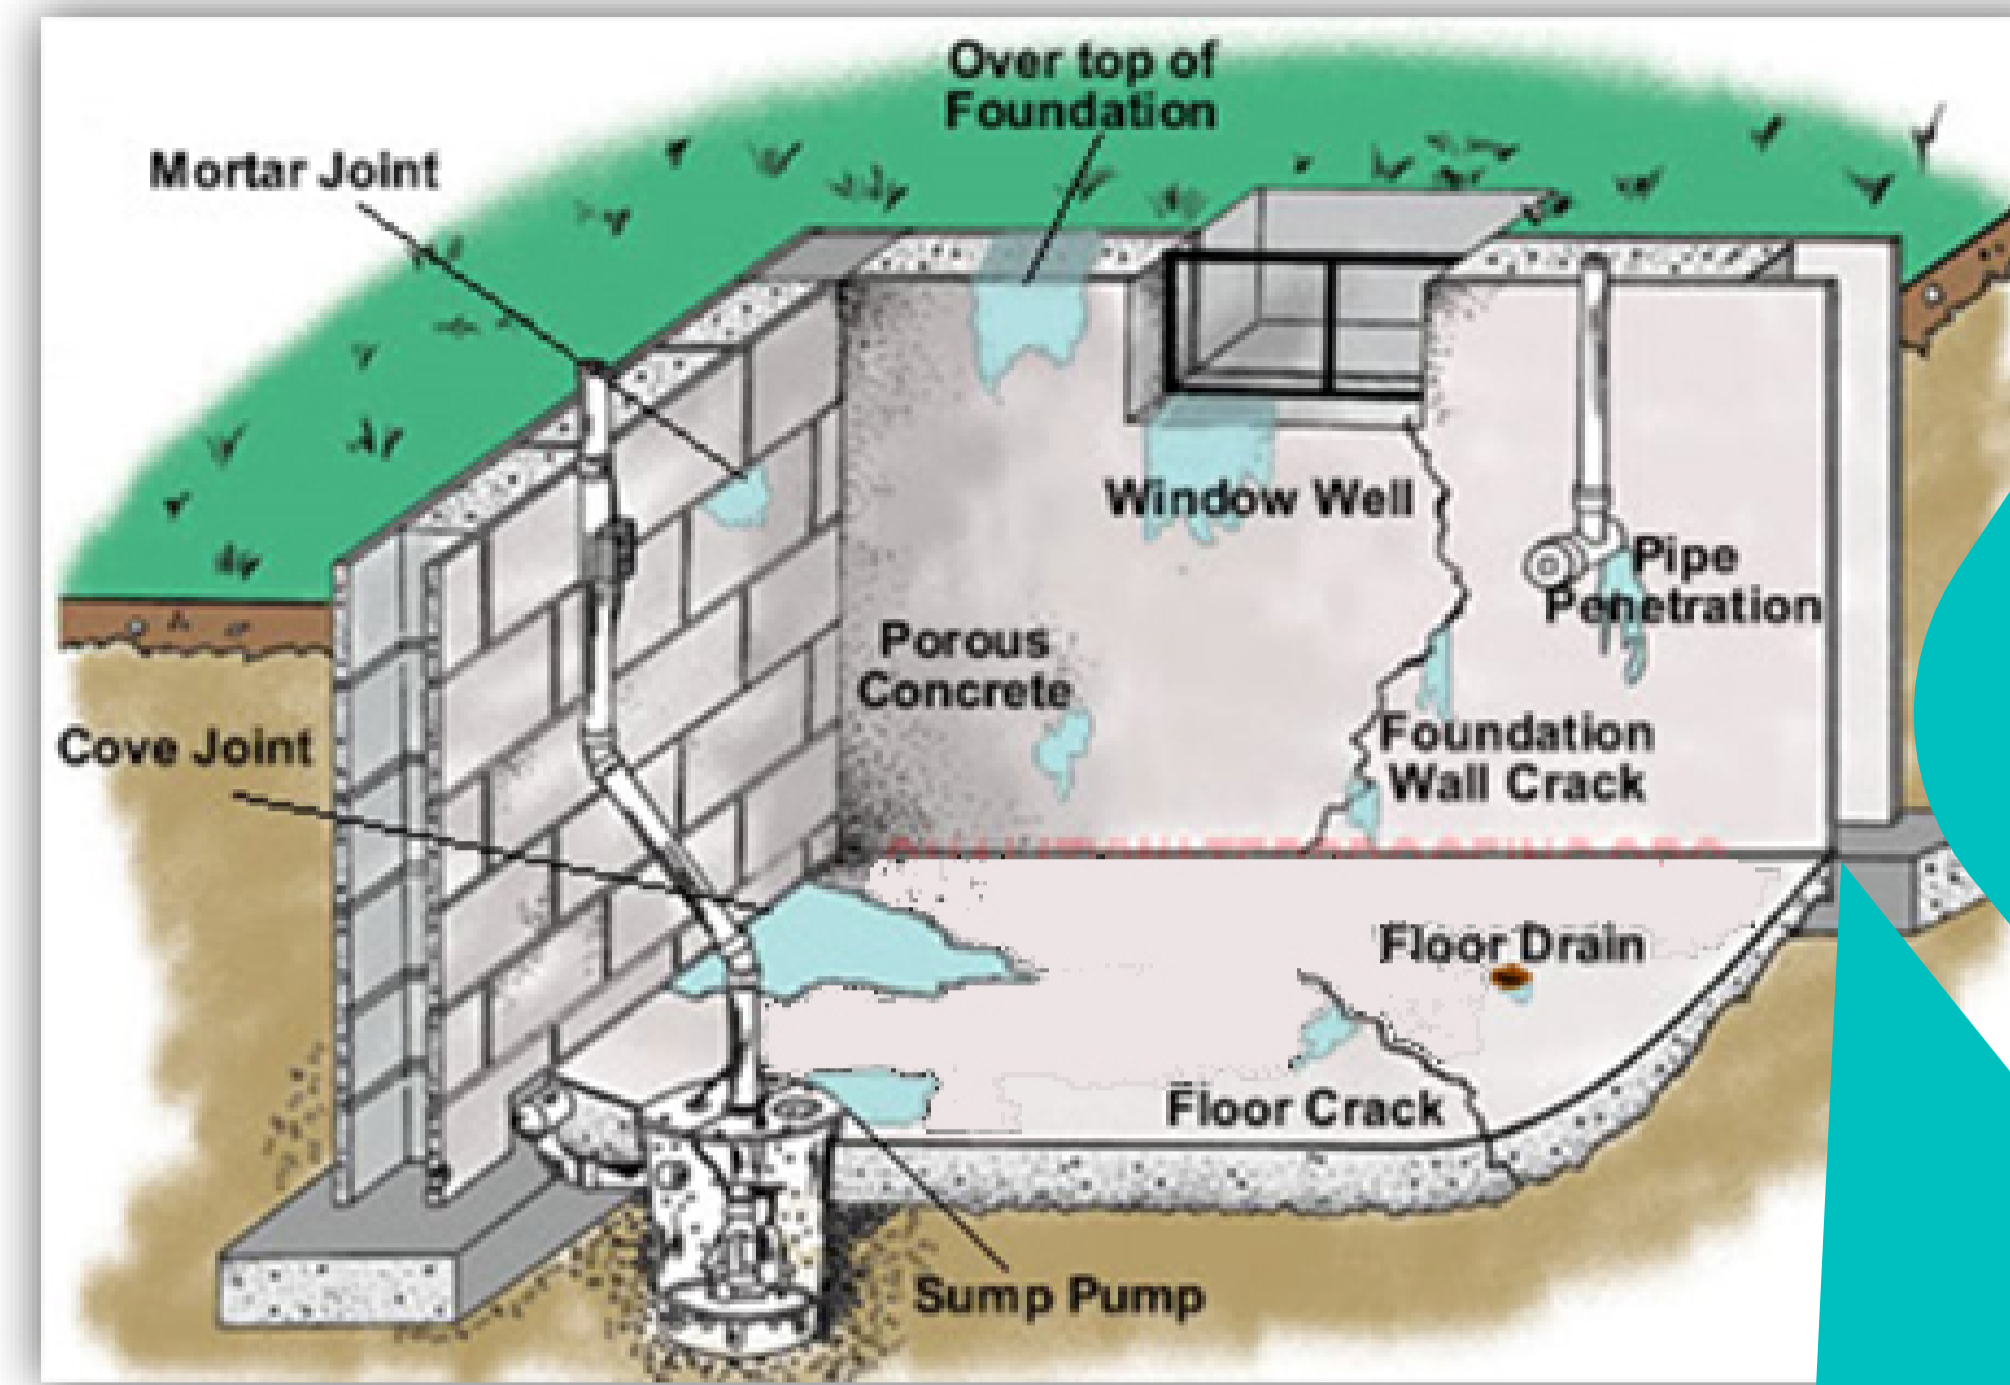 Over top of
Foundation
Mortar Joint
Window Well
Pipe
Penetration
Porous
Concrete
Foundation
Wall Crack
Cove Joint
Floor Drain
Floor Crack
Sump Pump